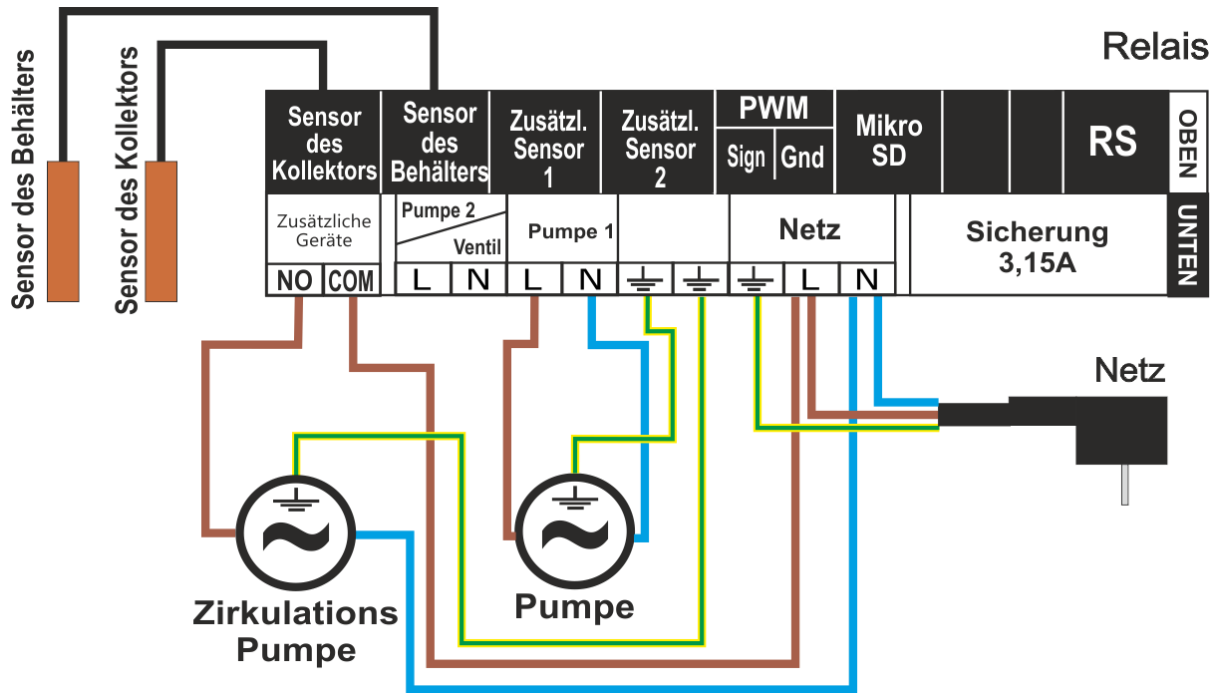 Relais
Sensor des Behälters
Sensor des Kollektors
Sensor
des
Kollektors
Sensor
des
Behälters
Zusätzl.
Sensor
1
Zusätzl.
Sensor
2
PWM
Sign
Gnd
Mikro
SD
RS
OBEN
Zusätzliche
Geräte
Pumpe 2
Ventil
Pumpe 1
Netz
Sicherung
3,15A
UNTEN
NO
COM
L
N
L
N
L
N
Netz
Zirkulations
Pumpe
Pumpe